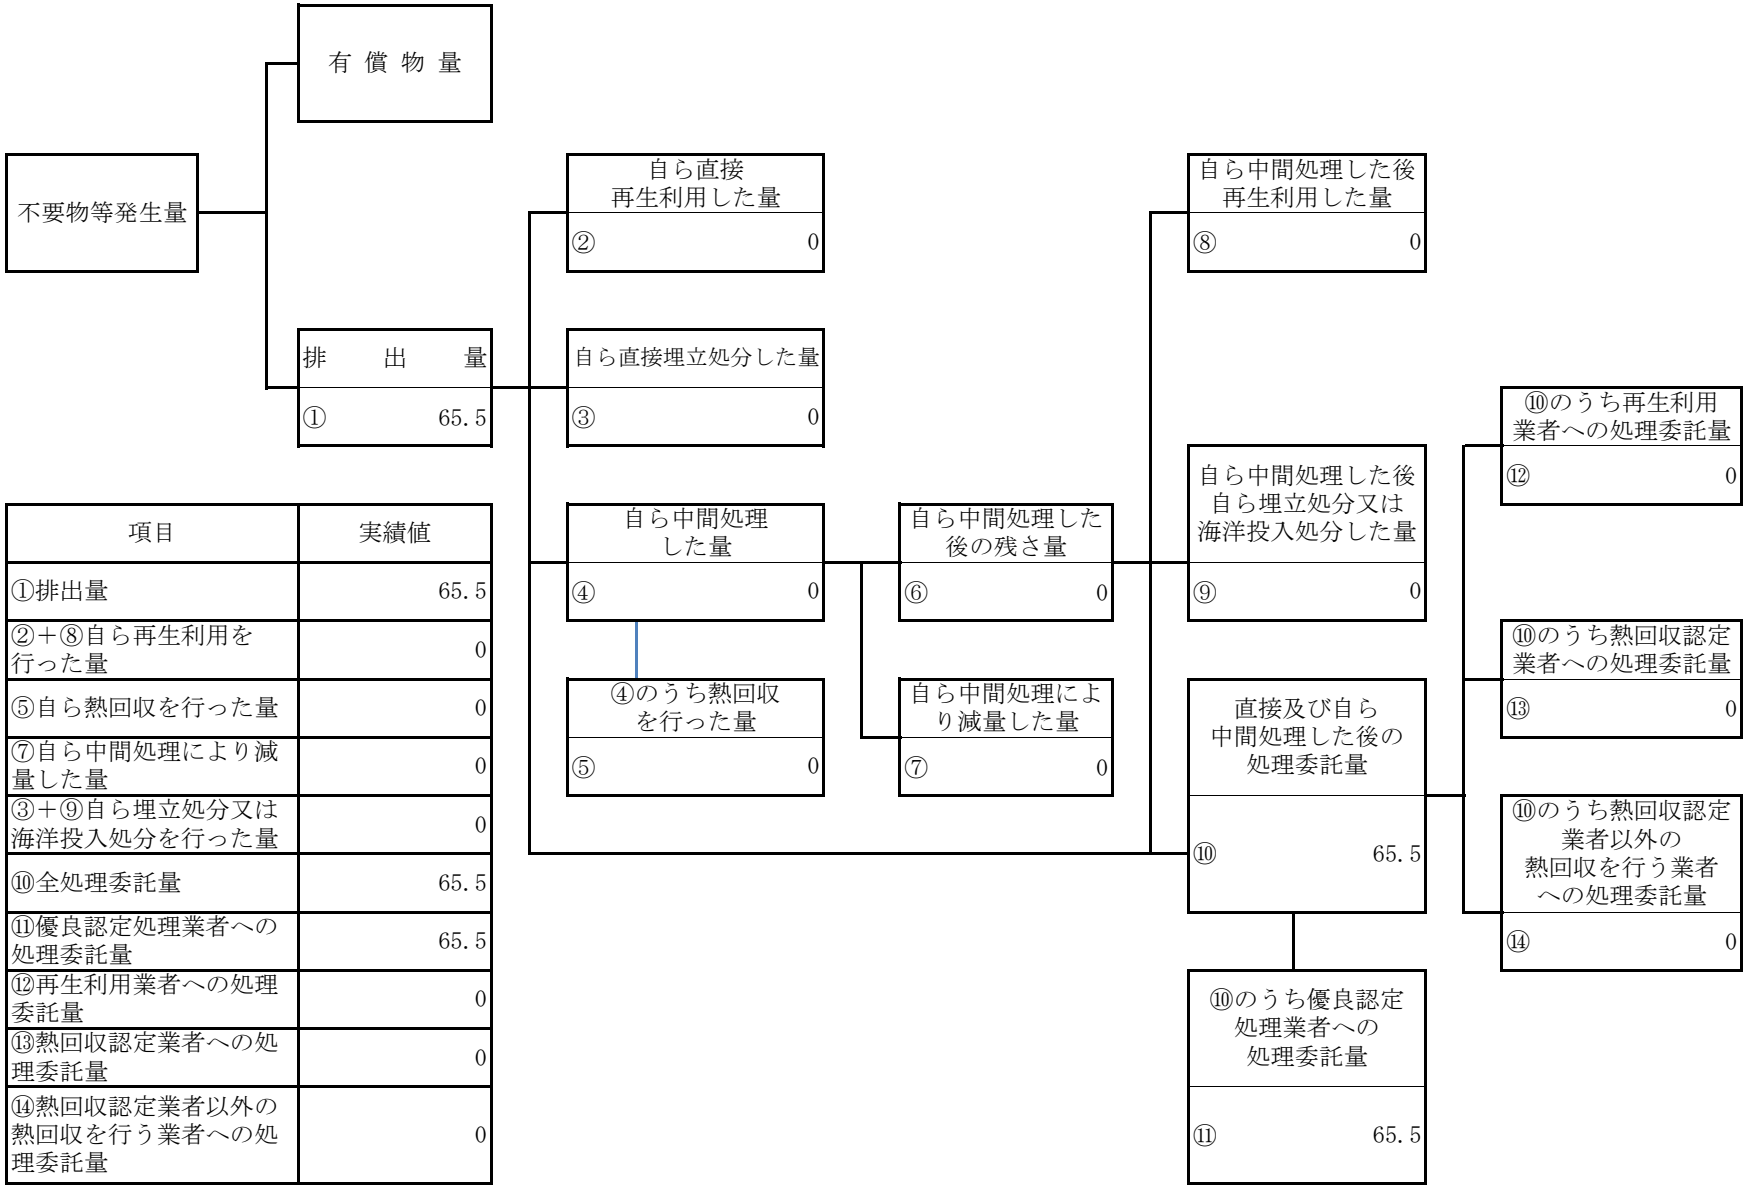 有 償 物 量
不要物等発生量
排 出 量
① 65.5
自ら直接
再生利用した量
② 0
自ら直接埋立処分した量
③ 0
自ら中間処理
した量
④ 0
④のうち熱回収
を行った量
⑤ 0
自ら中間処理した
後の残さ量
⑥ 0
自ら中間処理によ
り減量した量
⑦ 0
自ら中間処理した後
再生利用した量
⑧ 0
自ら中間処理した後
自ら埋立処分又は
海洋投入処分した量
⑨ 0
直接及び自ら
中間処理した後の
処理委託量
⑩ 65.5
⑩のうち優良認定
処理業者への
処理委託量
⑪ 65.5
⑩のうち再生利用
業者への処理委託量
⑫ 0
⑩のうち熱回収認定
業者への処理委託量
⑬ 0
⑩のうち熱回収認定
業者以外の
熱回収を行う業者
への処理委託量
⑭ 0
項目 実績値
①排出量 65.5
②＋⑧自ら再生利用を
行った量 0
⑤自ら熱回収を行った量 0
⑦自ら中間処理により減
量した量 0
③＋⑨自ら埋立処分又は
海洋投入処分を行った量 0
⑩全処理委託量 65.5
⑪優良認定処理業者への
処理委託量 65.5
⑫再生利用業者への処理
委託量 0
⑬熱回収認定業者への処
理委託量 0
⑭熱回収認定業者以外の
熱回収を行う業者への処
理委託量 0